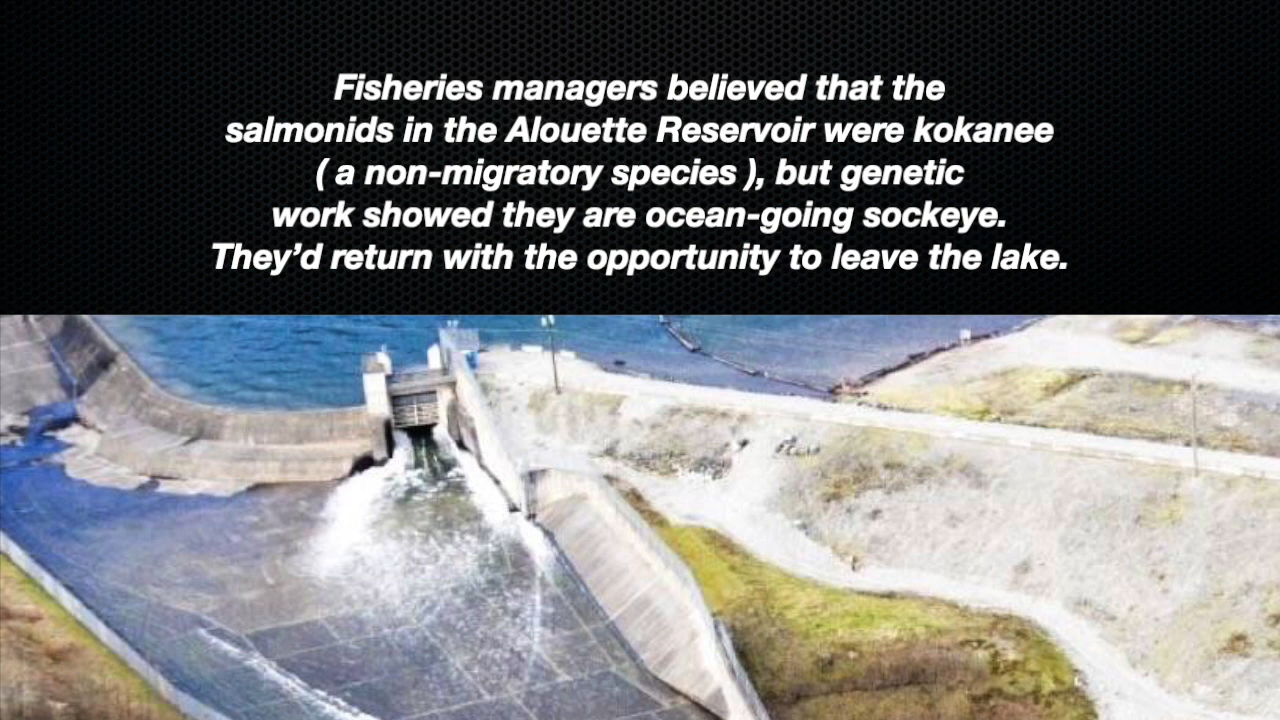 Fisheries managers believed that the
salmonids in the Alouette Reservoir were kokanee
( a non-migratory species ), but genetic
work showed they are ocean-going sockeye.
They’d return with the opportunity to leave the lake.